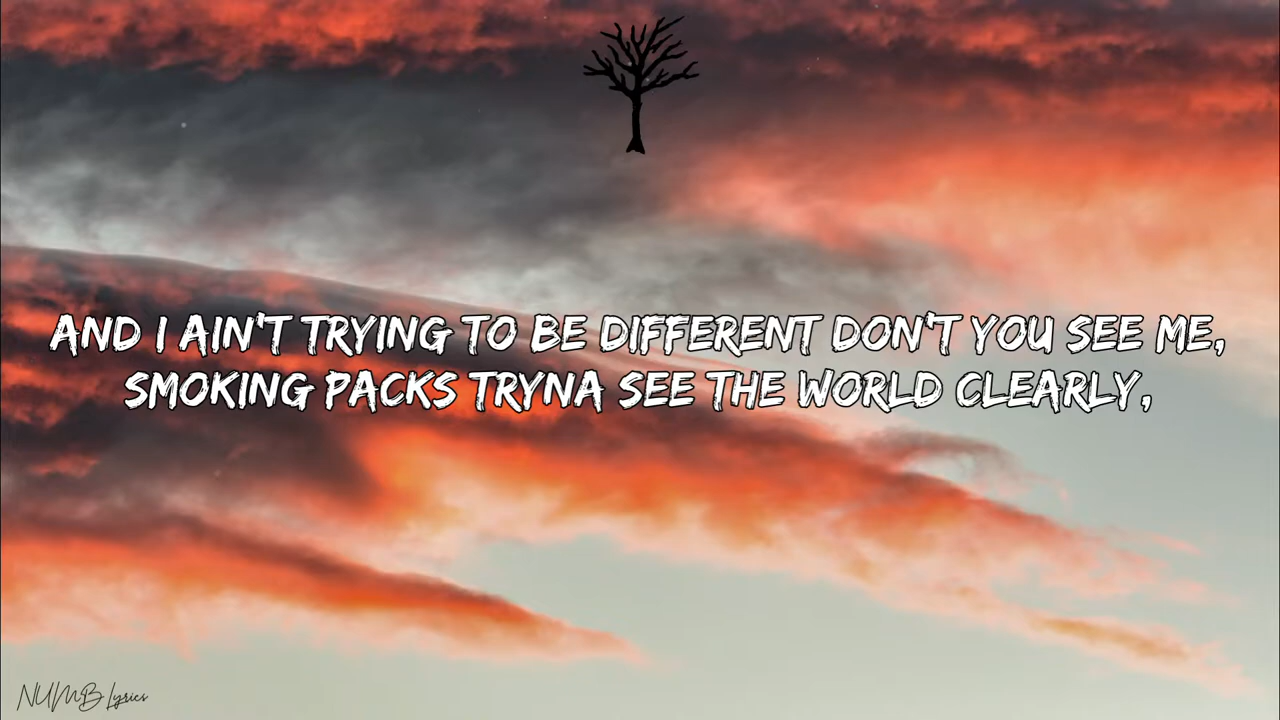 AND I AIN'T TRYING TO BE DIFFERENT DON'T YOU SEE ME,
SMOKING PACKS TRYNA SEE THE WORLD CLEARLY,
NUMB Lyrics